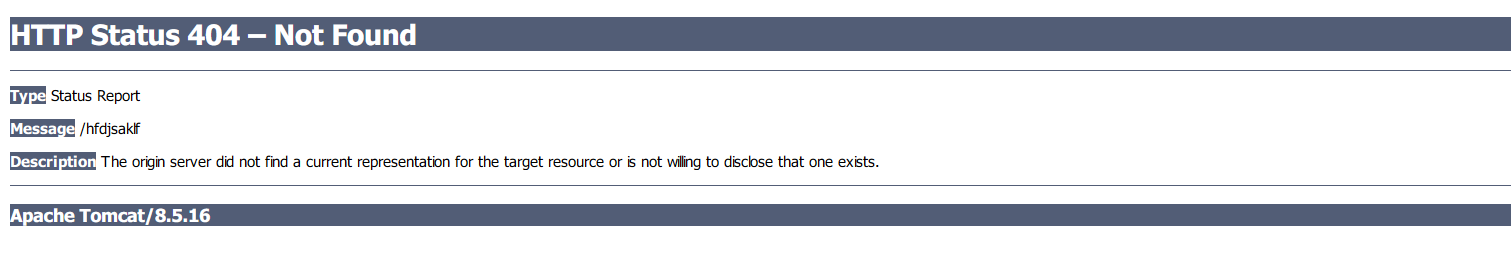 HTTP Status 404 – Not Found
Type Status Report
Message /hfdjsaklf
Description The origin server did not find a current representation for the target resource or is not willing to disclose that one exists.
Apache Tomcat/8.5.16